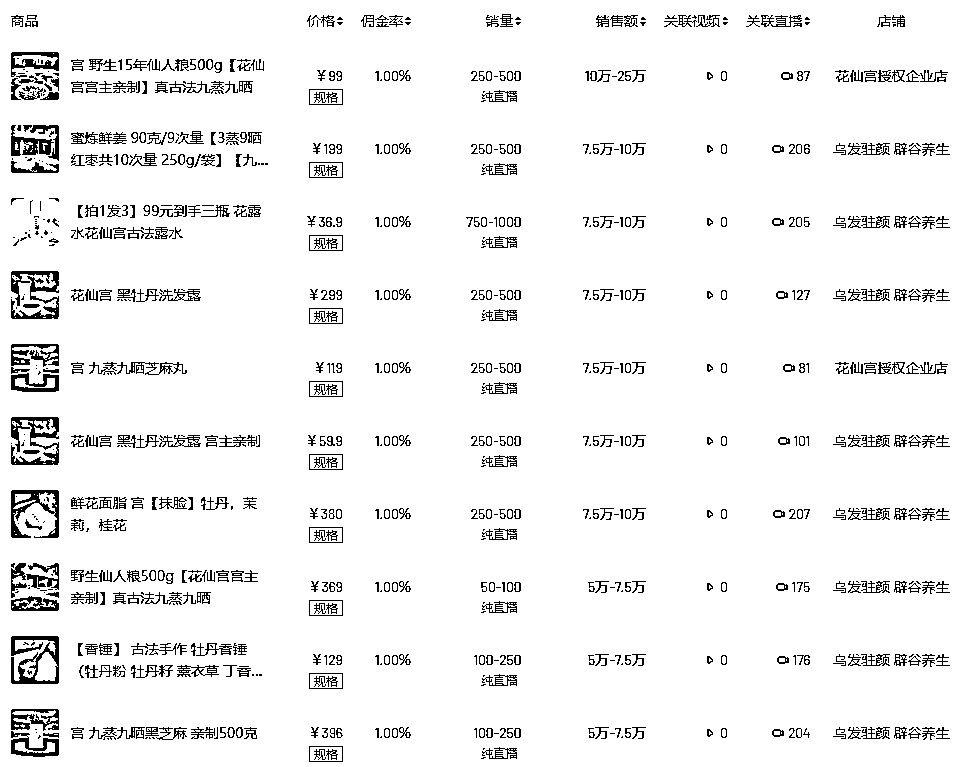 商品 价格 佣金率 销量 销售额 关联视频 关联直播 店铺
宫 野生15年仙人粮500g【花仙
宫宫主亲制】真古法九蒸九晒
¥99 1.00% 250-500 10万-25万 0 87 花仙宫授权企业店
规格 纯直播
蜜炼鲜姜 90克/9次量【3蒸9晒
红枣共10次量 250g/袋】【九...
¥199 1.00% 250-500 7.5万-10万 0 206 乌发驻颜 辟谷养生
规格 纯直播
【拍1发3】99元到手三瓶 花露
水花仙宫古法露水
¥36.9 1.00% 750-1000 7.5万-10万 0 205 乌发驻颜 辟谷养生
规格 纯直播
花仙宫 黑牡丹洗发露 ¥299 1.00% 250-500 7.5万-10万 0 127 乌发驻颜 辟谷养生
规格 纯直播
宫 九蒸九晒芝麻丸 ¥119 1.00% 250-500 7.5万-10万 0 81 花仙宫授权企业店
规格 纯直播
花仙宫 黑牡丹洗发露 宫主亲制 ¥59.9 1.00% 250-500 7.5万-10万 0 101 乌发驻颜 辟谷养生
规格 纯直播
鲜花面脂 宫【抹脸】牡丹，茉
莉，桂花
¥380 1.00% 250-500 7.5万-10万 0 207 乌发驻颜 辟谷养生
规格 纯直播
野生仙人粮500g【花仙宫宫主
亲制】真古法九蒸九晒
¥369 1.00% 50-100 5万-7.5万 0 175 乌发驻颜 辟谷养生
规格 纯直播
【香锤】 古法手作 牡丹香锤
（牡丹粉 牡丹籽 薰衣草 丁香...
¥129 1.00% 100-250 5万-7.5万 0 176 乌发驻颜 辟谷养生
规格 纯直播
宫 九蒸九晒黑芝麻 亲制500克 ¥396 1.00% 100-250 5万-7.5万 0 204 乌发驻颜 辟谷养生
规格 纯直播